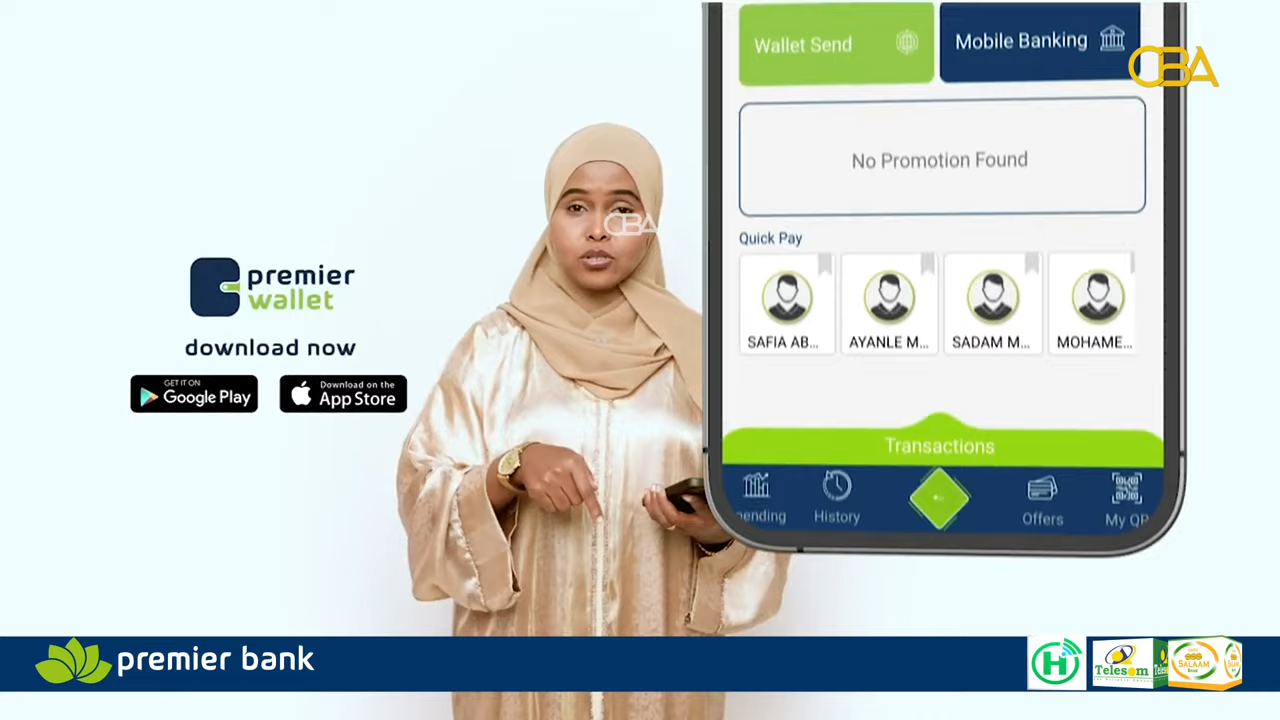 Wallet Send
Mobile Banking
CBA
No Promotion Found
CBA
Quick Pay
SAFIA AB...
AYANLE M...
SADAM M...
MOHAME...
premier
wallet
download now
GET IT ON
Google Play
Download on the
App Store
Transactions
ending
History
Offers
My QR
premier bank
H
Telesom
SALAAM